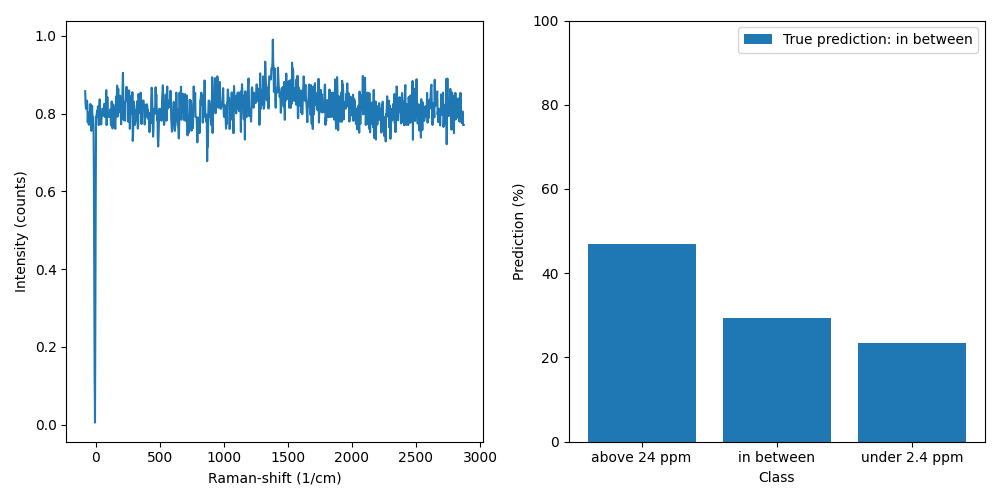 1.0
0.8
0.6
0.4
0.2
0.0
0
500
1000
1500
2000
2500
3000
Raman-shift (1/cm)
Intensity (counts)
100
80
60
40
20
0
True prediction: in between
above 24 ppm
in between
under 2.4 ppm
Class
Prediction (%)